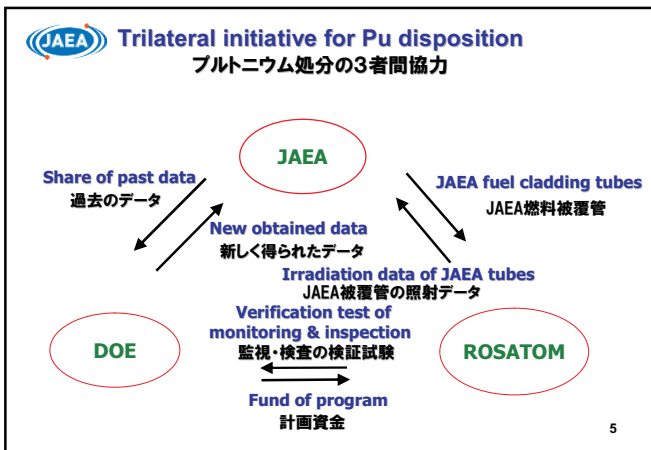 JAEA
Trilateral initiative for Pu disposition
プルトニウム処分の3者間協力
JAEA
Share of past data
過去のデータ
JAEA fuel cladding tubes
JAEA燃料被覆管
New obtained data
新しく得られたデータ
Irradiation data of JAEA tubes
JAEA被覆管の照射データ
Verification test of
monitoring & inspection
監視・検査の検証試験
DOE
ROSATOM
Fund of program
計画資金
5